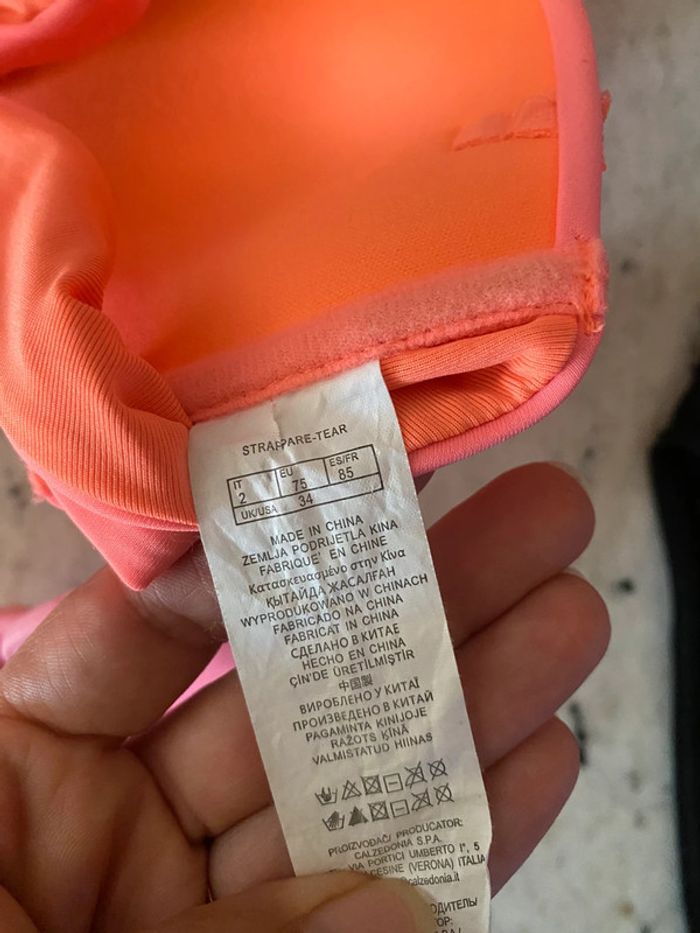 STRAPPARE-TEAR
IT EU ES/FR
2 75 85
UK/USA 34
MADE IN CHINA
ZEMLJA PODRIJETLA KINA
FABRIQUE' EN CHINE
Κατασκευασμένο στην Κίνα
ҚЫТАЙДА ЖАСАЛҒАН
WYPRODUKOWANO W CHINACH
FABRICADO NA CHINA
FABRICAT IN CHINA
СДЕЛАНО В КИТАЕ
HECHO EN CHINA
ÇİN'DE ÜRETİLMİŞTİR
中国製
ВИРОБЛЕНО У КИТАЇ
ПРОИЗВЕДЕНО В КИТАЙ
PAGAMINTA KINIJOJE
RAŽOTS ĶĪNĀ
VALMISTATUD HIINAS
PROIZVOĐAČ/ PRODUCATOR:
CALZEDONIA S.P.A.
VIA PORTICI UMBERTO I°, 5
(VERONA) ITALIA
calzedonia.it